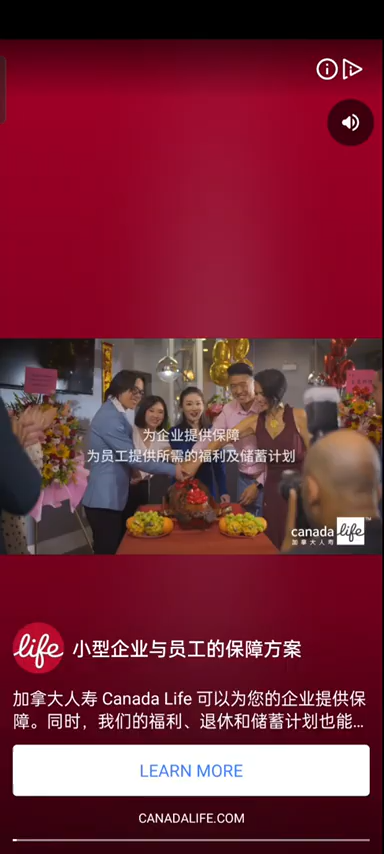 为企业提供保障
为员工提供所需的福利及储蓄计划
canada life™
加拿大人寿
life 小型企业与员工的保障方案
加拿大人寿 Canada Life 可以为您的企业提供保
障。同时，我们的福利、退休和储蓄计划也能...
LEARN MORE
CANADALIFE.COM